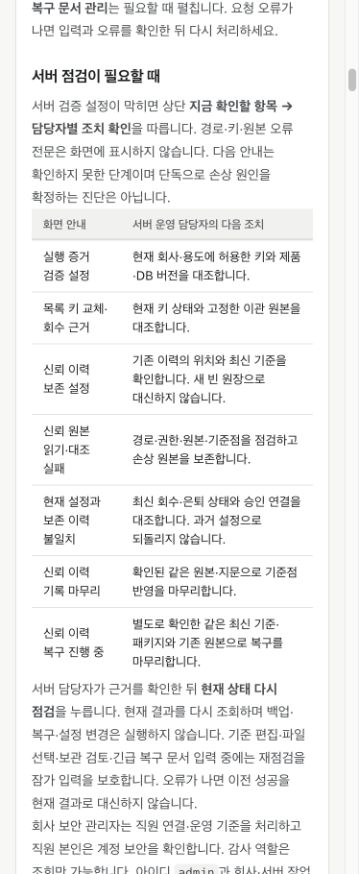 복구 문서 관리는 필요할 때 펼칩니다. 요청 오류가
나면 입력과 오류를 확인한 뒤 다시 처리하세요.
서버 점검이 필요할 때
서버 검증 설정이 막히면 상단 지금 확인할 항목 →
담당자별 조치 확인을 따릅니다. 경로·키·원본 오류
전문은 화면에 표시하지 않습니다. 다음 안내는
확인하지 못한 단계이며 단독으로 손상 원인을
확정하는 진단은 아닙니다.
화면 안내
서버 운영 담당자의 다음 조치
실행 증거
검증 설정
현재 회사·용도에 허용한 키와 제품
·DB 버전을 대조합니다.
목록 키 교체·
회수 근거
현재 키 상태와 고정한 이관 원본을
대조합니다.
신뢰 이력
보존 설정
기존 이력의 위치와 최신 기준을
확인합니다. 새 빈 원장으로
대신하지 않습니다.
신뢰 원본
읽기·대조
실패
경로·권한·원본·기준점을 점검하고
손상 원본을 보존합니다.
현재 설정과
보존 이력
불일치
최신 회수·은퇴 상태와 승인 연결을
대조합니다. 과거 설정으로
되돌리지 않습니다.
신뢰 이력
기록 마무리
확인된 같은 원본·지문으로 기준점
반영을 마무리합니다.
신뢰 이력
복구 진행 중
별도로 확인한 같은 최신 기준·
패키지와 기존 원본으로 복구를
마무리합니다.
서버 담당자가 근거를 확인한 뒤 현재 상태 다시
점검을 누릅니다. 현재 결과를 다시 조회하며 백업·
복구·설정 변경은 실행하지 않습니다. 기준 편집·파일
선택·보관 검토·긴급 복구 문서 입력 중에는 재점검을
잠가 입력을 보호합니다. 오류가 나면 이전 성공을
현재 결과로 대신하지 않습니다.
회사 보안 관리자는 직원 연결·운영 기준을 처리하고
직원 본인은 계정 보안을 확인합니다. 감사 역할은
조회만 가능합니다. 아이디 admin 과 회사·서버 작업